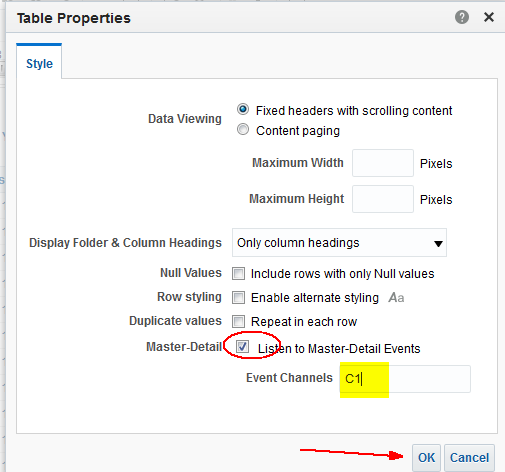 Table Properties
Style
Data Viewing Fixed headers with scrolling content
Content paging
Maximum Width Pixels
Maximum Height Pixels
Display Folder & Column Headings Only column headings
Null Values Include rows with only Null values
Row styling Enable alternate styling Aa
Duplicate values Repeat in each row
Master-Detail Listen to Master-Detail Events
Event Channels C1
OK Cancel